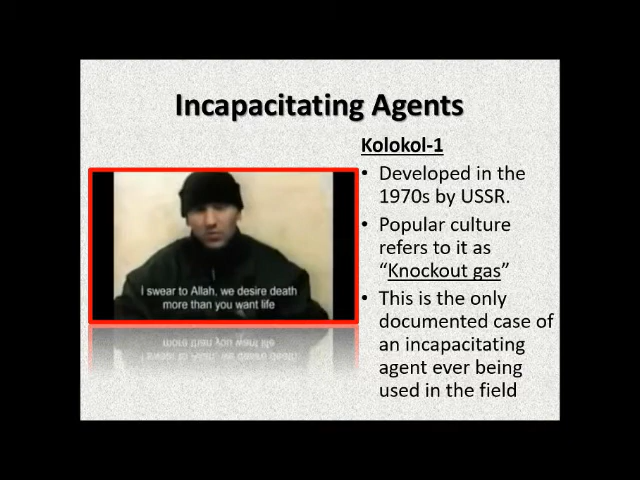 Incapacitating Agents
Kolokol-1
• Developed in the
1970s by USSR.
• Popular culture
refers to it as
“Knockout gas”
• This is the only
documented case of
an incapacitating
agent ever being
used in the field
I swear to Allah, we desire death
more than you want life